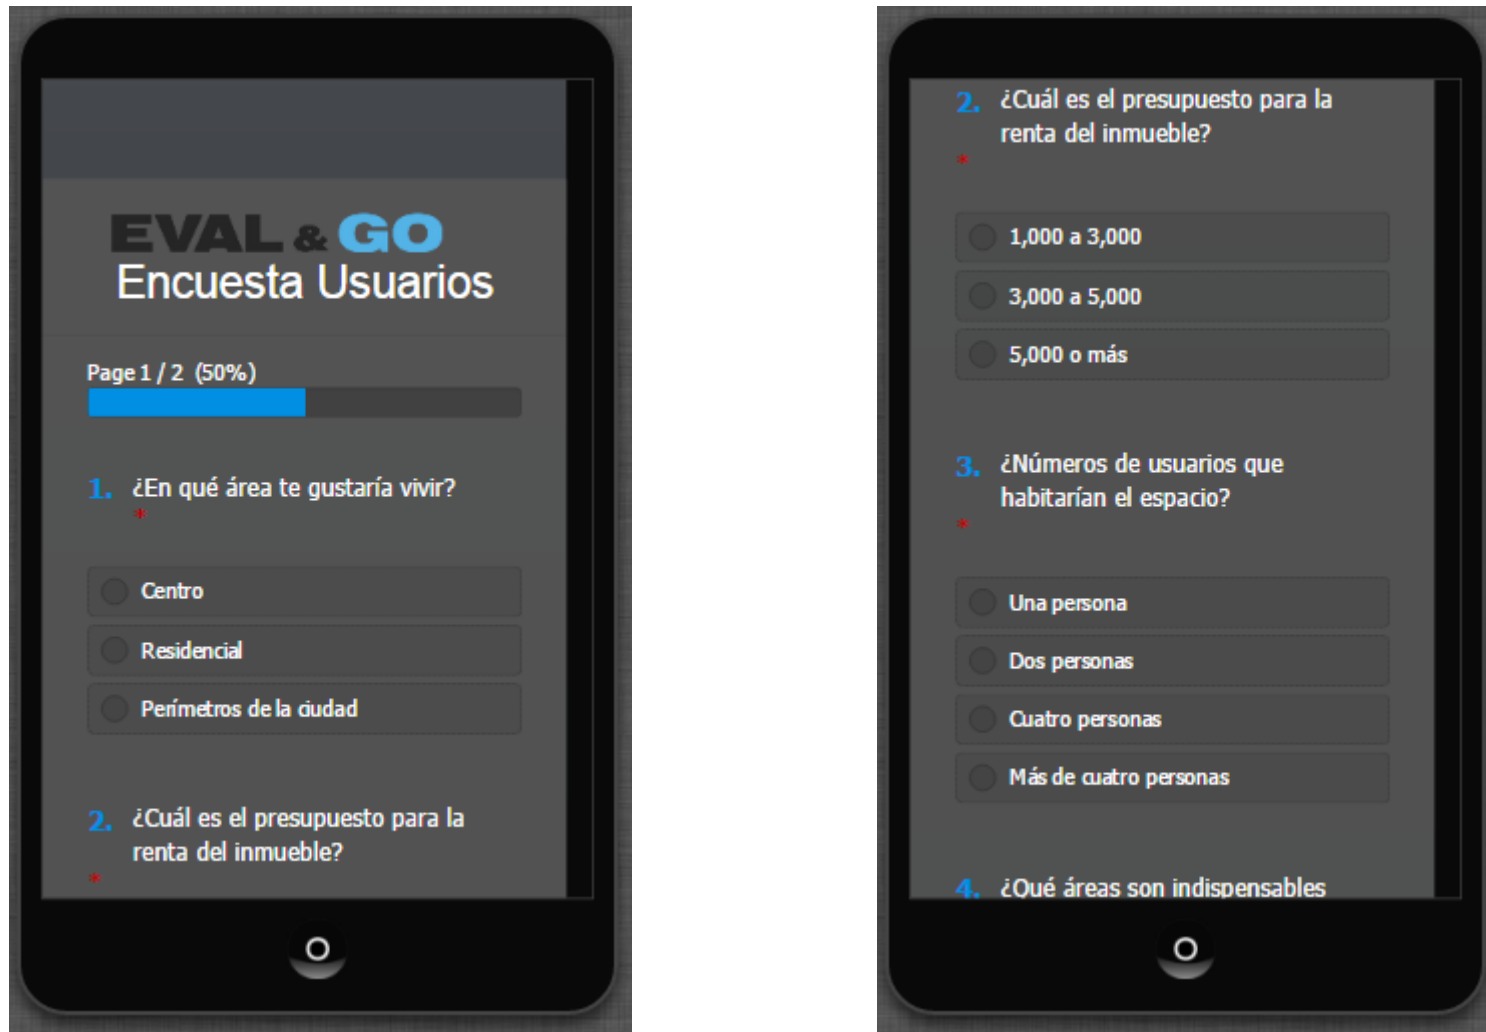 EVAL & GO
Encuesta Usuarios
Page 1 / 2 (50%)
1. ¿En qué área te gustaría vivir?
*
Centro
Residencial
Perímetros de la ciudad
2. ¿Cuál es el presupuesto para la
renta del inmueble?
*
2. ¿Cuál es el presupuesto para la
renta del inmueble?
*
1,000 a 3,000
3,000 a 5,000
5,000 o más
3. ¿Números de usuarios que
habitarían el espacio?
*
Una persona
Dos personas
Cuatro personas
Más de cuatro personas
4. ¿Qué áreas son indispensables